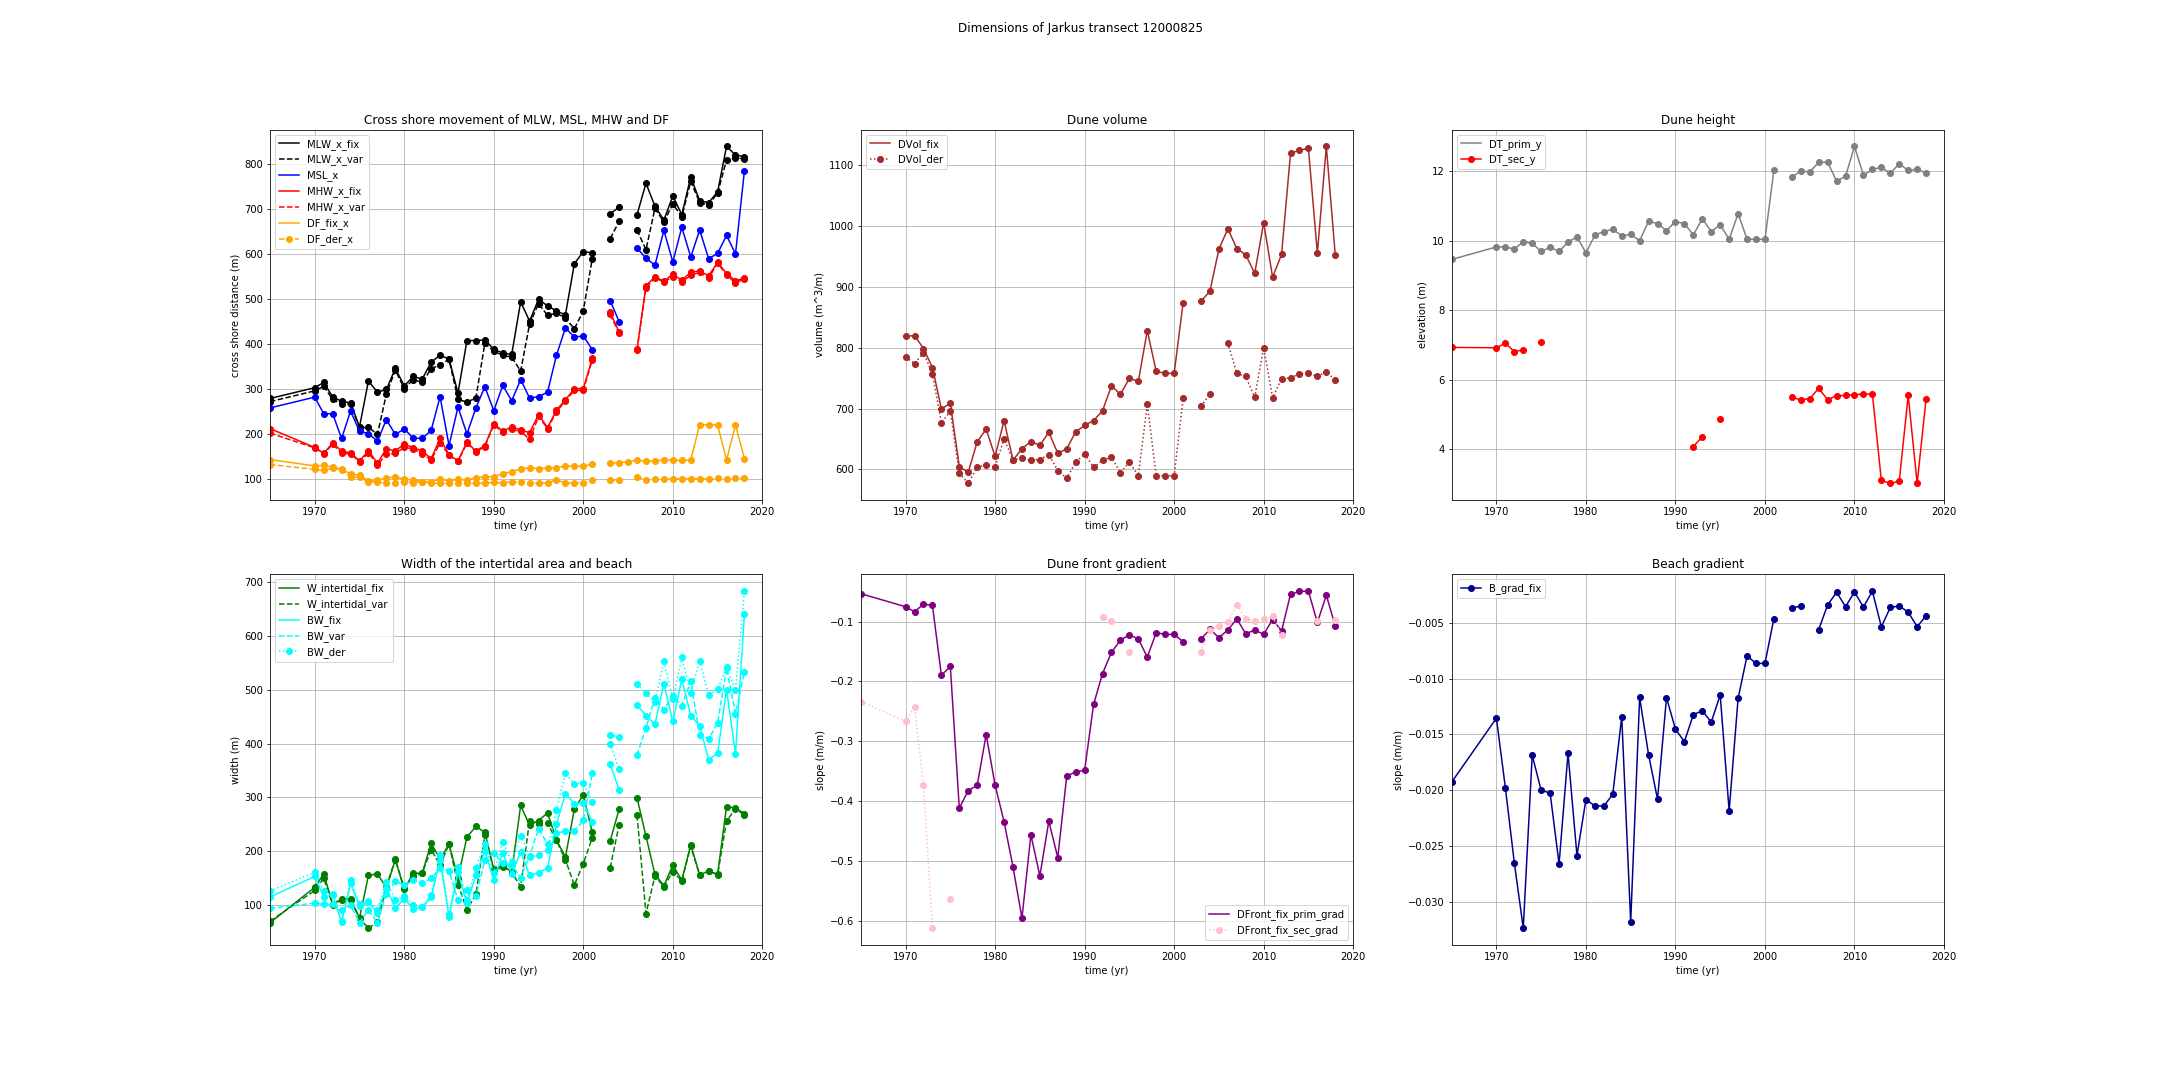 Dimensions of Jarkus transect 12000825
Cross shore movement of MLW, MSL, MHW and DF
cross shore distance (m)
800
700
600
500
400
300
200
100
MLW_x_fix
MLW_x_var
MSL_x
MHW_x_fix
MHW_x_var
DF_fix_x
DF_der_x
1970 1980 1990 2000 2010 2020
time (yr)
Dune volume
volume (m^3/m)
1100
1000
900
800
700
600
DVol_fix
DVol_der
1970 1980 1990 2000 2010 2020
time (yr)
Dune height
elevation (m)
12
10
8
6
4
DT_prim_y
DT_sec_y
1970 1980 1990 2000 2010 2020
time (yr)
Width of the intertidal area and beach
width (m)
700
600
500
400
300
200
100
W_intertidal_fix
W_intertidal_var
BW_fix
BW_var
BW_der
1970 1980 1990 2000 2010 2020
time (yr)
Dune front gradient
slope (m/m)
−0.1
−0.2
−0.3
−0.4
−0.5
−0.6
DFront_fix_prim_grad
DFront_fix_sec_grad
1970 1980 1990 2000 2010 2020
time (yr)
Beach gradient
slope (m/m)
−0.005
−0.010
−0.015
−0.020
−0.025
−0.030
B_grad_fix
1970 1980 1990 2000 2010 2020
time (yr)